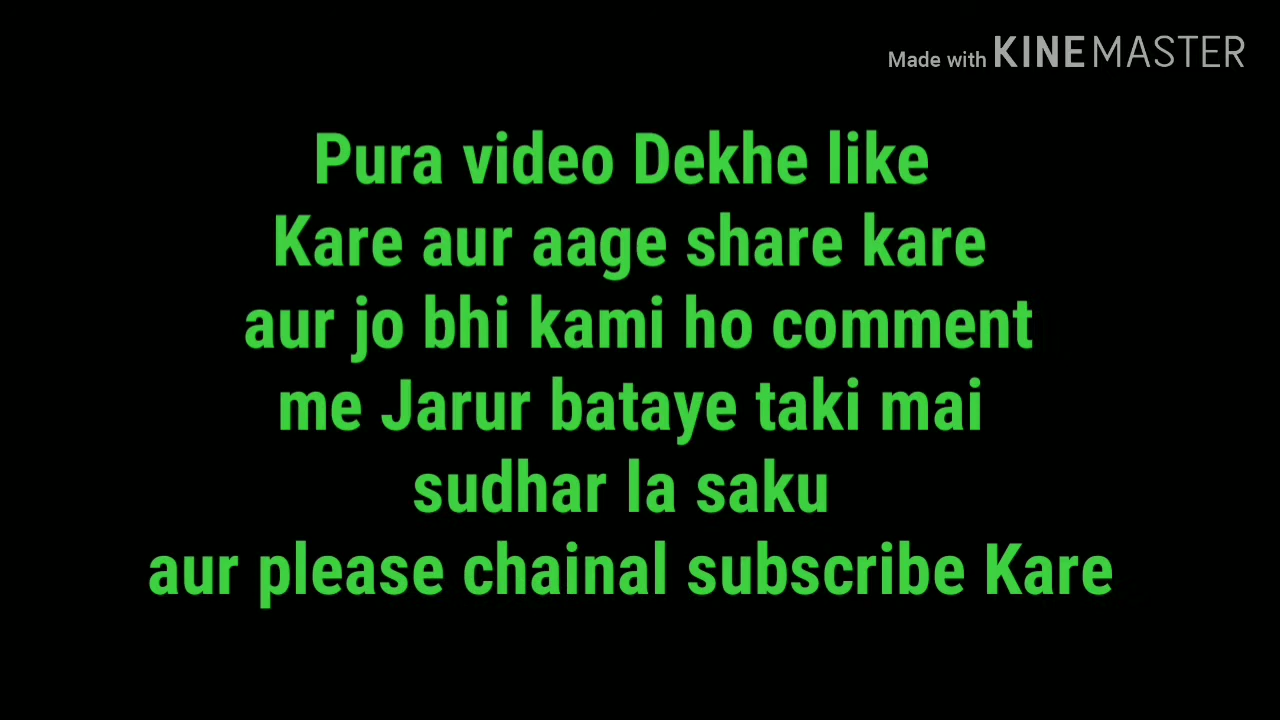 Made with KINEMASTER
Pura video Dekhe like
Kare aur aage share kare
aur jo bhi kami ho comment
me Jarur bataye taki mai
sudhar la saku
aur please chainal subscribe Kare